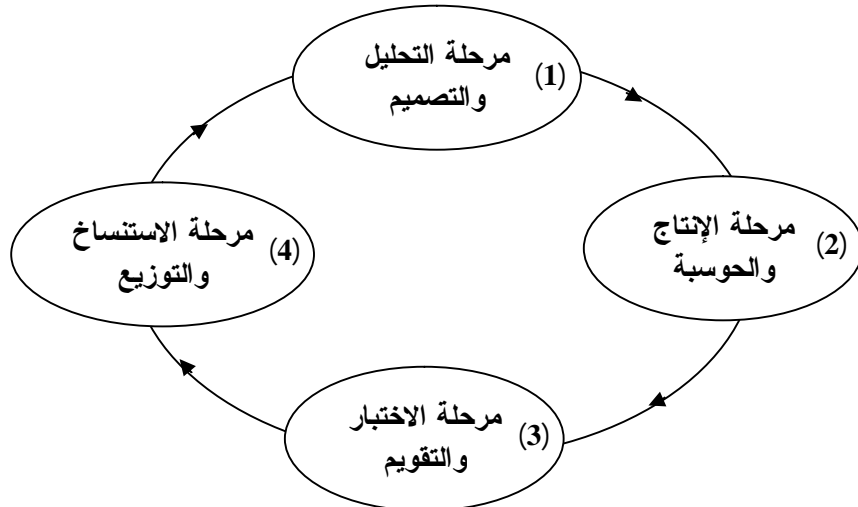 (1) مرحلة التحليل
والتصميم
(2) مرحلة الإنتاج
والحوسبة
(3) مرحلة الاختبار
والتقويم
(4) مرحلة الاستنساخ
والتوزيع